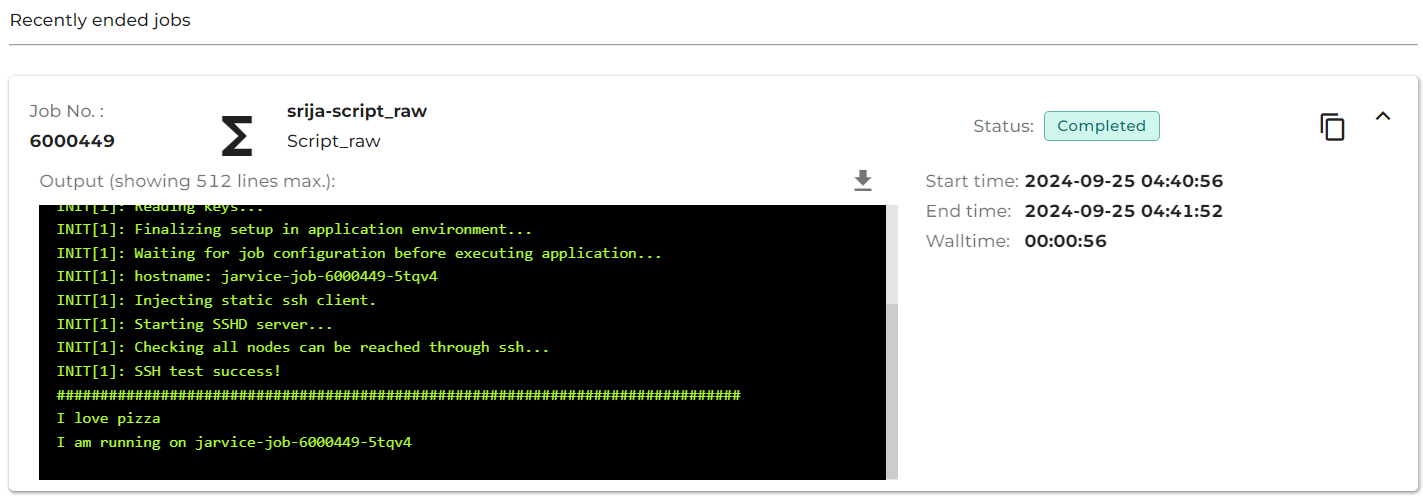 Recently ended jobs
Job No. :
6000449
srija-script_raw
Script_raw
Status: Completed
Output (showing 512 lines max.):
Start time: 2024-09-25 04:40:56
End time: 2024-09-25 04:41:52
Walltime: 00:00:56
INIT[1]: Reading keys...
INIT[1]: Finalizing setup in application environment...
INIT[1]: Waiting for job configuration before executing application...
INIT[1]: hostname: jarvice-job-6000449-5tqv4
INIT[1]: Injecting static ssh client.
INIT[1]: Starting SSHD server...
INIT[1]: Checking all nodes can be reached through ssh...
INIT[1]: SSH test success!
###############################################################################
I love pizza
I am running on jarvice-job-6000449-5tqv4